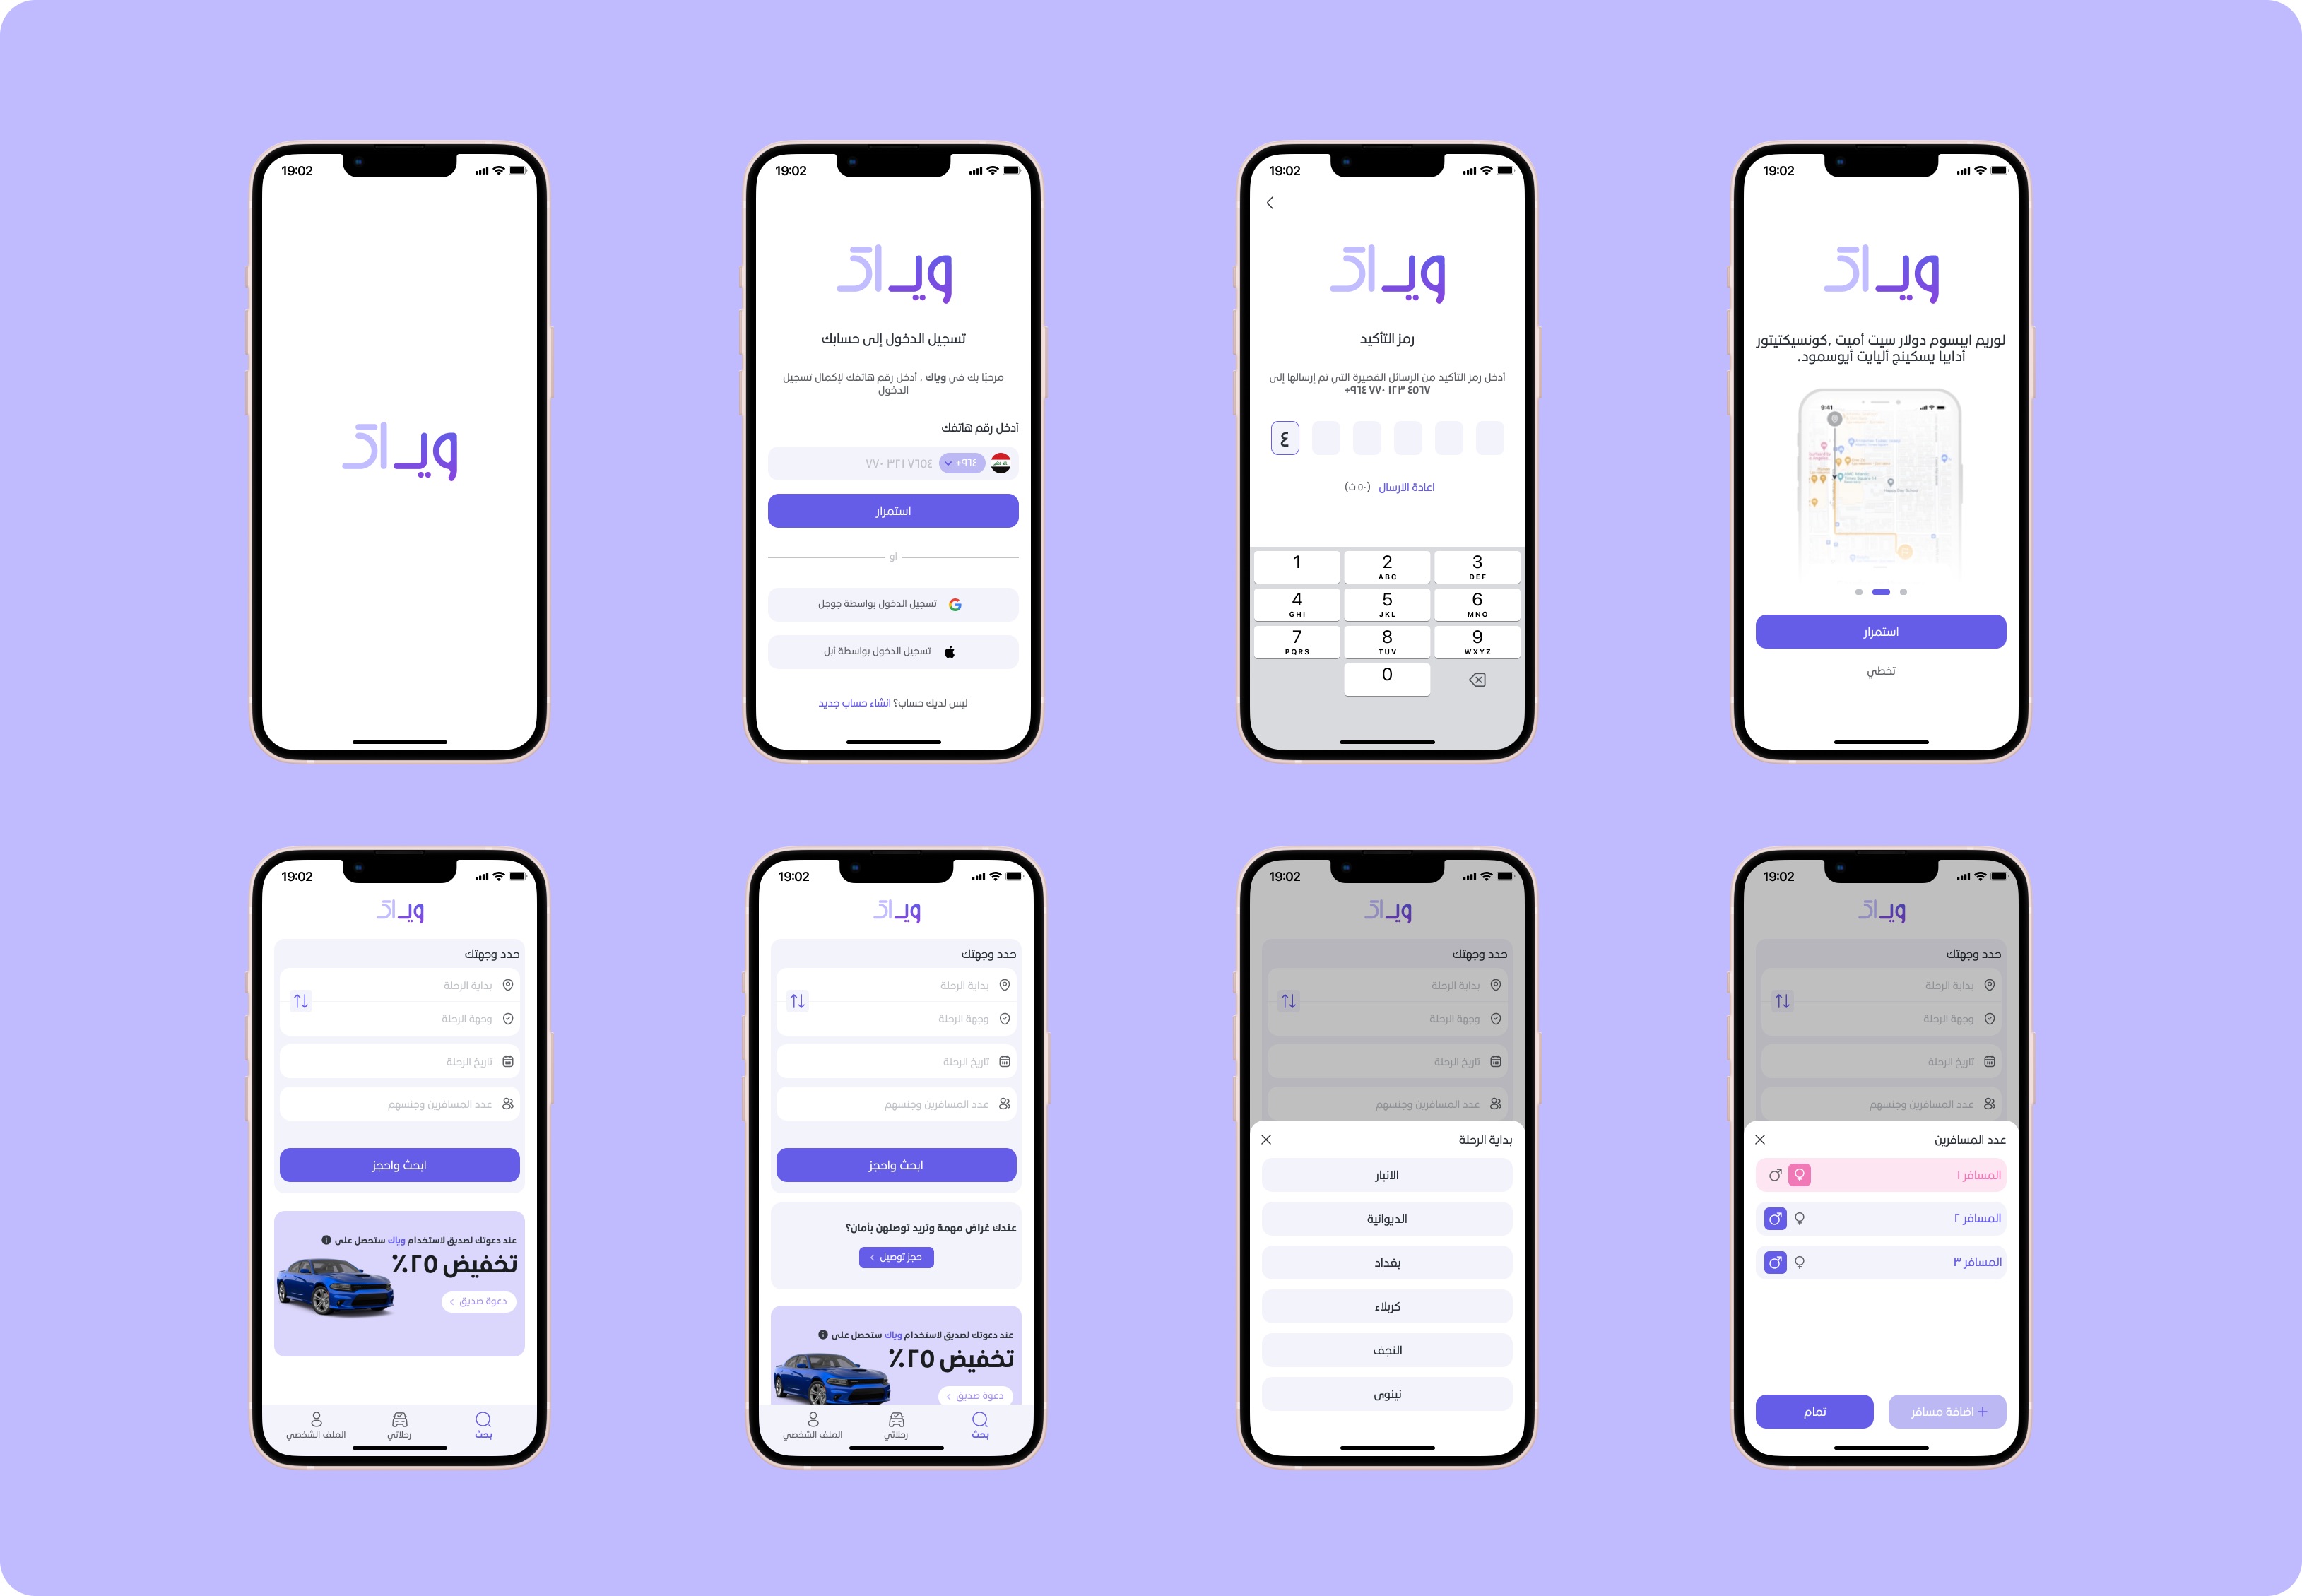 19:02
وياك
19:02
وياك
تسجيل الدخول إلى حسابك
مرحبًا بك في وياك ، أدخل رقم هاتفك لإكمال تسجيل
الدخول
أدخل رقم هاتفك
+٩٦٤
٧٧٠ ٣٢١ ٧٦٥٤
استمرار
او
تسجيل الدخول بواسطة جوجل
تسجيل الدخول بواسطة أبل
ليس لديك حساب؟ انشاء حساب جديد
19:02
وياك
رمز التأكيد
أدخل رمز التأكيد من الرسائل القصيرة التي تم إرسالها إلى
+٩٦٤ ٧٧٠ ١٢٣ ٤٥٦٧
٤
اعادة الارسال (٥٠ ث)
1 2 3
ABC DEF
4 5 6
GHI JKL MNO
7 8 9
PQRS TUV WXYZ
0
19:02
وياك
لوريم ايبسوم دولار سيت أميت ,كونسيكتيتور
أدايبا يسكينج أليايت أيوسمود.
9:41
استمرار
تخطي
19:02
وياك
حدد وجهتك
بداية الرحلة
وجهة الرحلة
تاريخ الرحلة
عدد المسافرين وجنسهم
ابحث واحجز
عند دعوتك لصديق لاستخدام وياك ستحصل على
تخفيض ٢٥٪
دعوة صديق
بحث
رحلاتي
الملف الشخصي
19:02
وياك
حدد وجهتك
بداية الرحلة
وجهة الرحلة
تاريخ الرحلة
عدد المسافرين وجنسهم
ابحث واحجز
عندك غراض مهمة وتريد توصلهن بأمان؟
حجز توصيل
عند دعوتك لصديق لاستخدام وياك ستحصل على
تخفيض ٢٥٪
دعوة صديق
بحث
رحلاتي
الملف الشخصي
19:02
وياك
حدد وجهتك
بداية الرحلة
وجهة الرحلة
تاريخ الرحلة
عدد المسافرين وجنسهم
بداية الرحلة
الانبار
الديوانية
بغداد
كربلاء
النجف
نينوى
19:02
وياك
حدد وجهتك
بداية الرحلة
وجهة الرحلة
تاريخ الرحلة
عدد المسافرين وجنسهم
عدد المسافرين
المسافر ١
المسافر ٢
المسافر ٣
اضافة مسافر
تمام